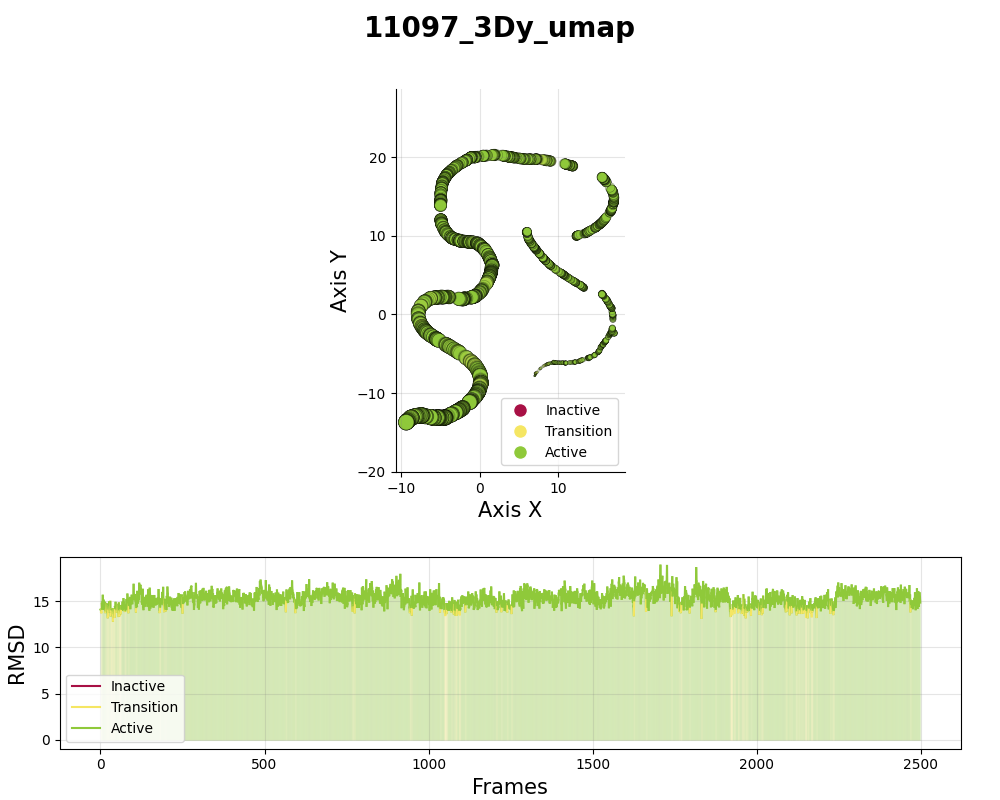 11097_3Dy_umap
Axis Y
20
10
0
−10
−20
−10 0 10
Axis X
Inactive
Transition
Active
RMSD
15
10
5
0
Inactive
Transition
Active
0 500 1000 1500 2000 2500
Frames